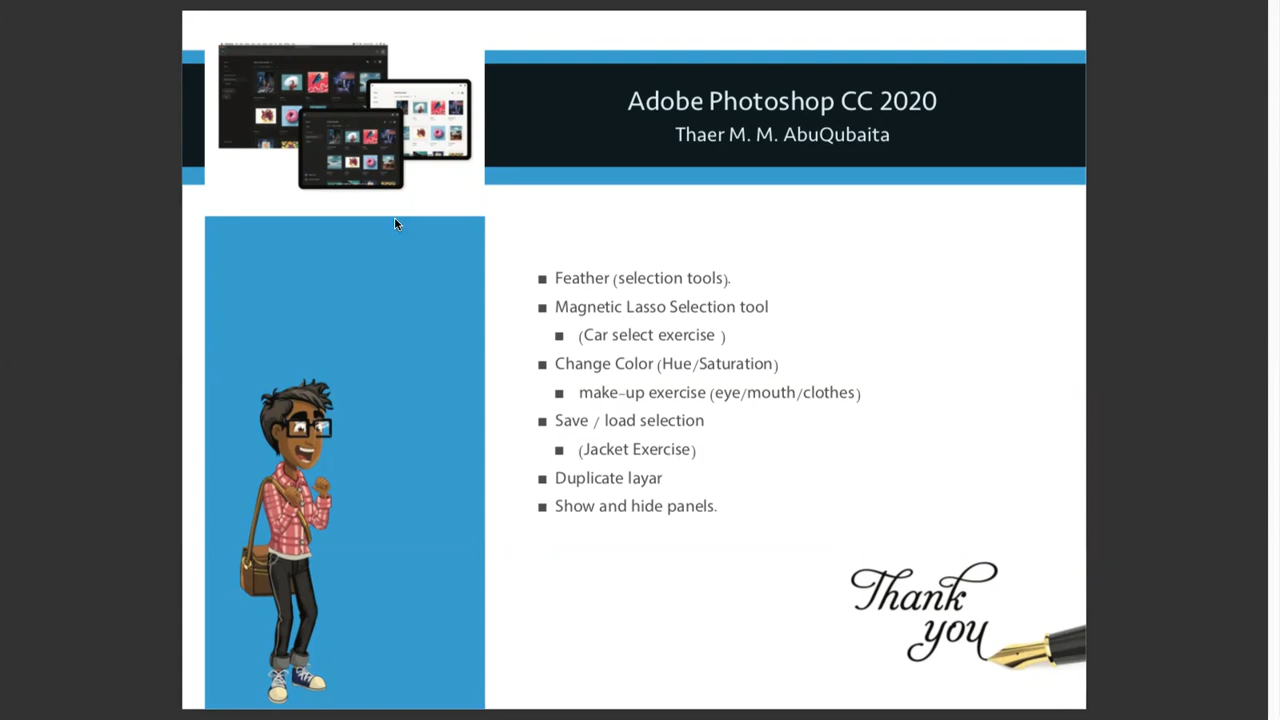 Adobe Photoshop CC 2020
Thaer M. M. AbuQubaita
Feather (selection tools).
Magnetic Lasso Selection tool
(Car select exercise )
Change Color (Hue/Saturation)
make-up exercise (eye/mouth/clothes)
Save / load selection
(Jacket Exercise)
Duplicate layar
Show and hide panels.
Thank
you